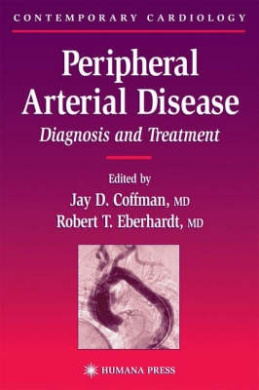 CONTEMPORARY CARDIOLOGY
Peripheral
Arterial Disease
Diagnosis and Treatment
Edited by
Jay D. Coffman, MD
Robert T. Eberhardt, MD
HUMANA PRESS